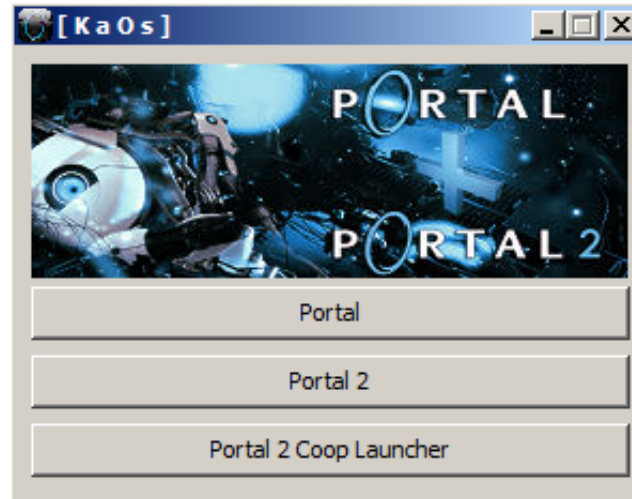 [KaOs]
PORTAL
+
PORTAL 2
Portal
Portal 2
Portal 2 Coop Launcher